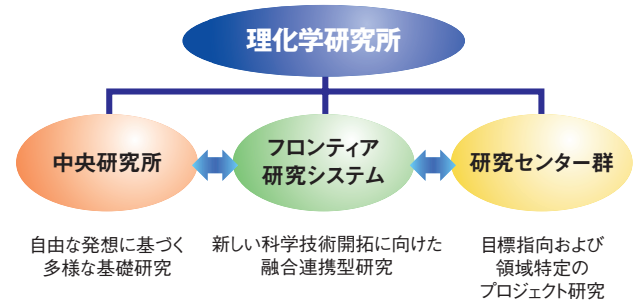 理化学研究所
中央研究所
フロンティア
研究システム
研究センター群
自由な発想に基づく
多様な基礎研究
新しい科学技術開拓に向けた
融合連携型研究
目標指向および
領域特定の
プロジェクト研究